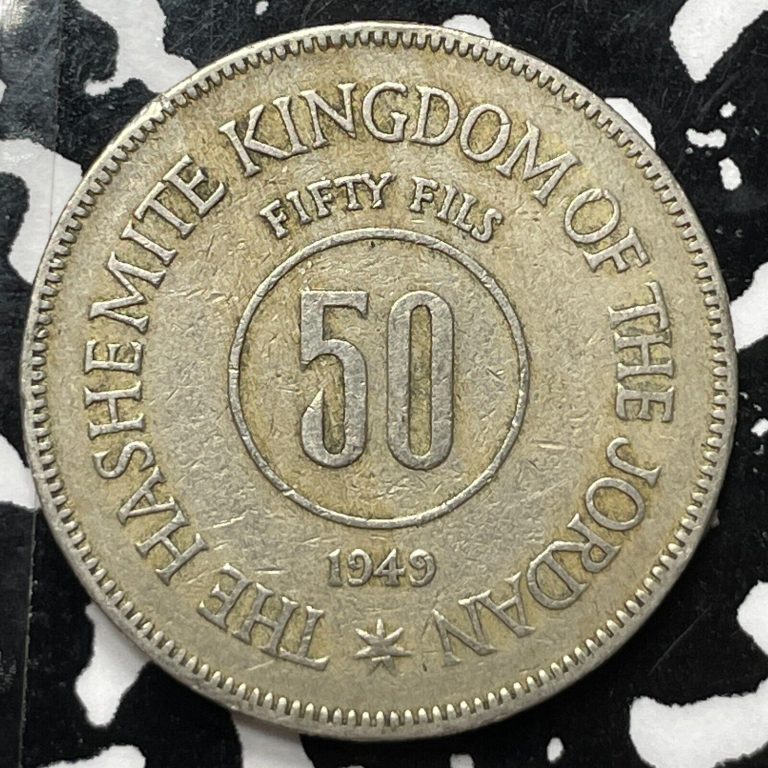 THE HASHEMITE KINGDOM OF THE JORDAN
FIFTY FILS
50
1949